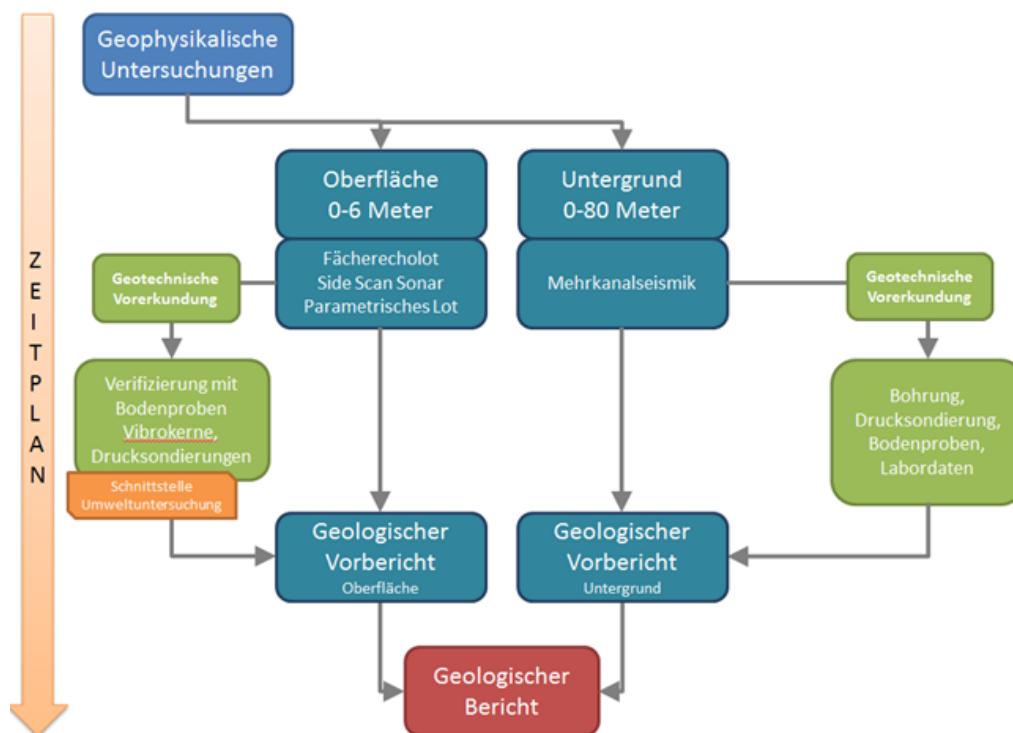 ZEITPLAN
Geophysikalische
Untersuchungen
Oberfläche
0-6 Meter
Untergrund
0-80 Meter
Fächerecholot
Side Scan Sonar
Parametrisches Lot
Mehrkanalseismik
Geotechnische
Vorerkundung
Geotechnische
Vorerkundung
Verifizierung mit
Bodenproben
Vibrokerne,
Drucksondierungen
Schnittstelle
Umweltuntersuchung
Bohrung,
Drucksondierung,
Bodenproben,
Labordaten
Geologischer
Vorbericht
Oberfläche
Geologischer
Vorbericht
Untergrund
Geologischer
Bericht